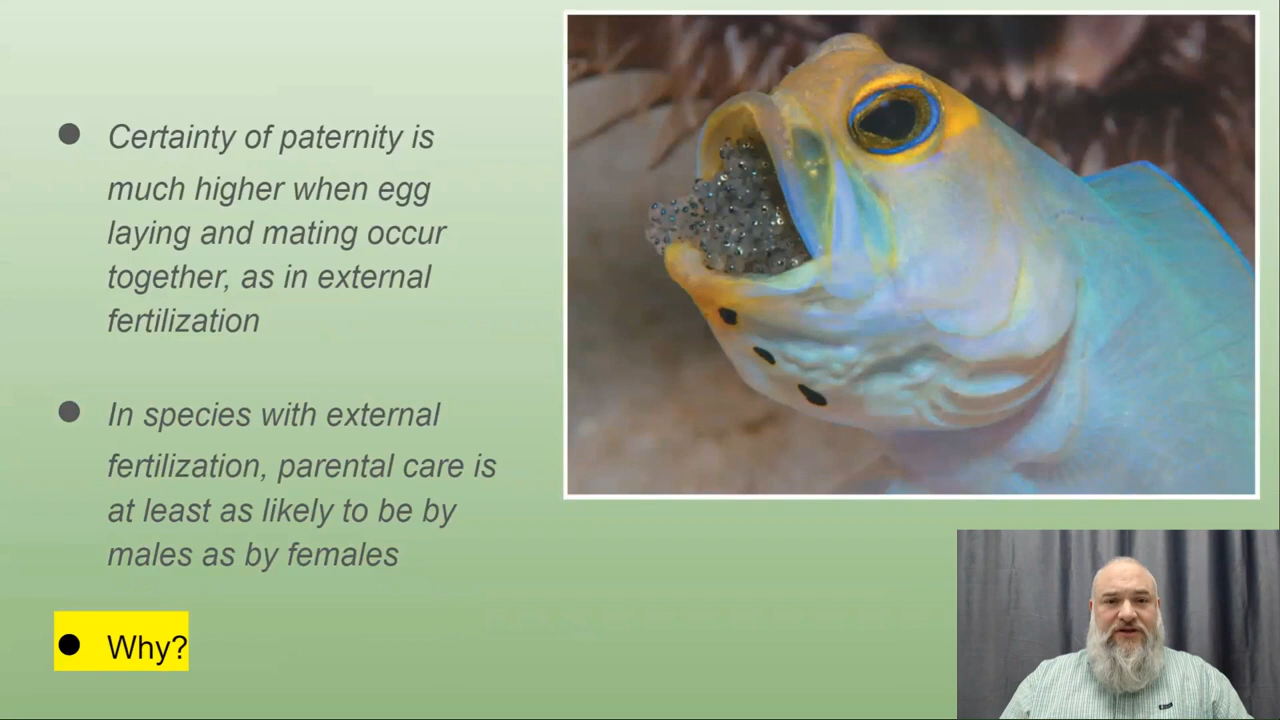 ● Certainty of paternity is
much higher when egg
laying and mating occur
together, as in external
fertilization
● In species with external
fertilization, parental care is
at least as likely to be by
males as by females
● Why?